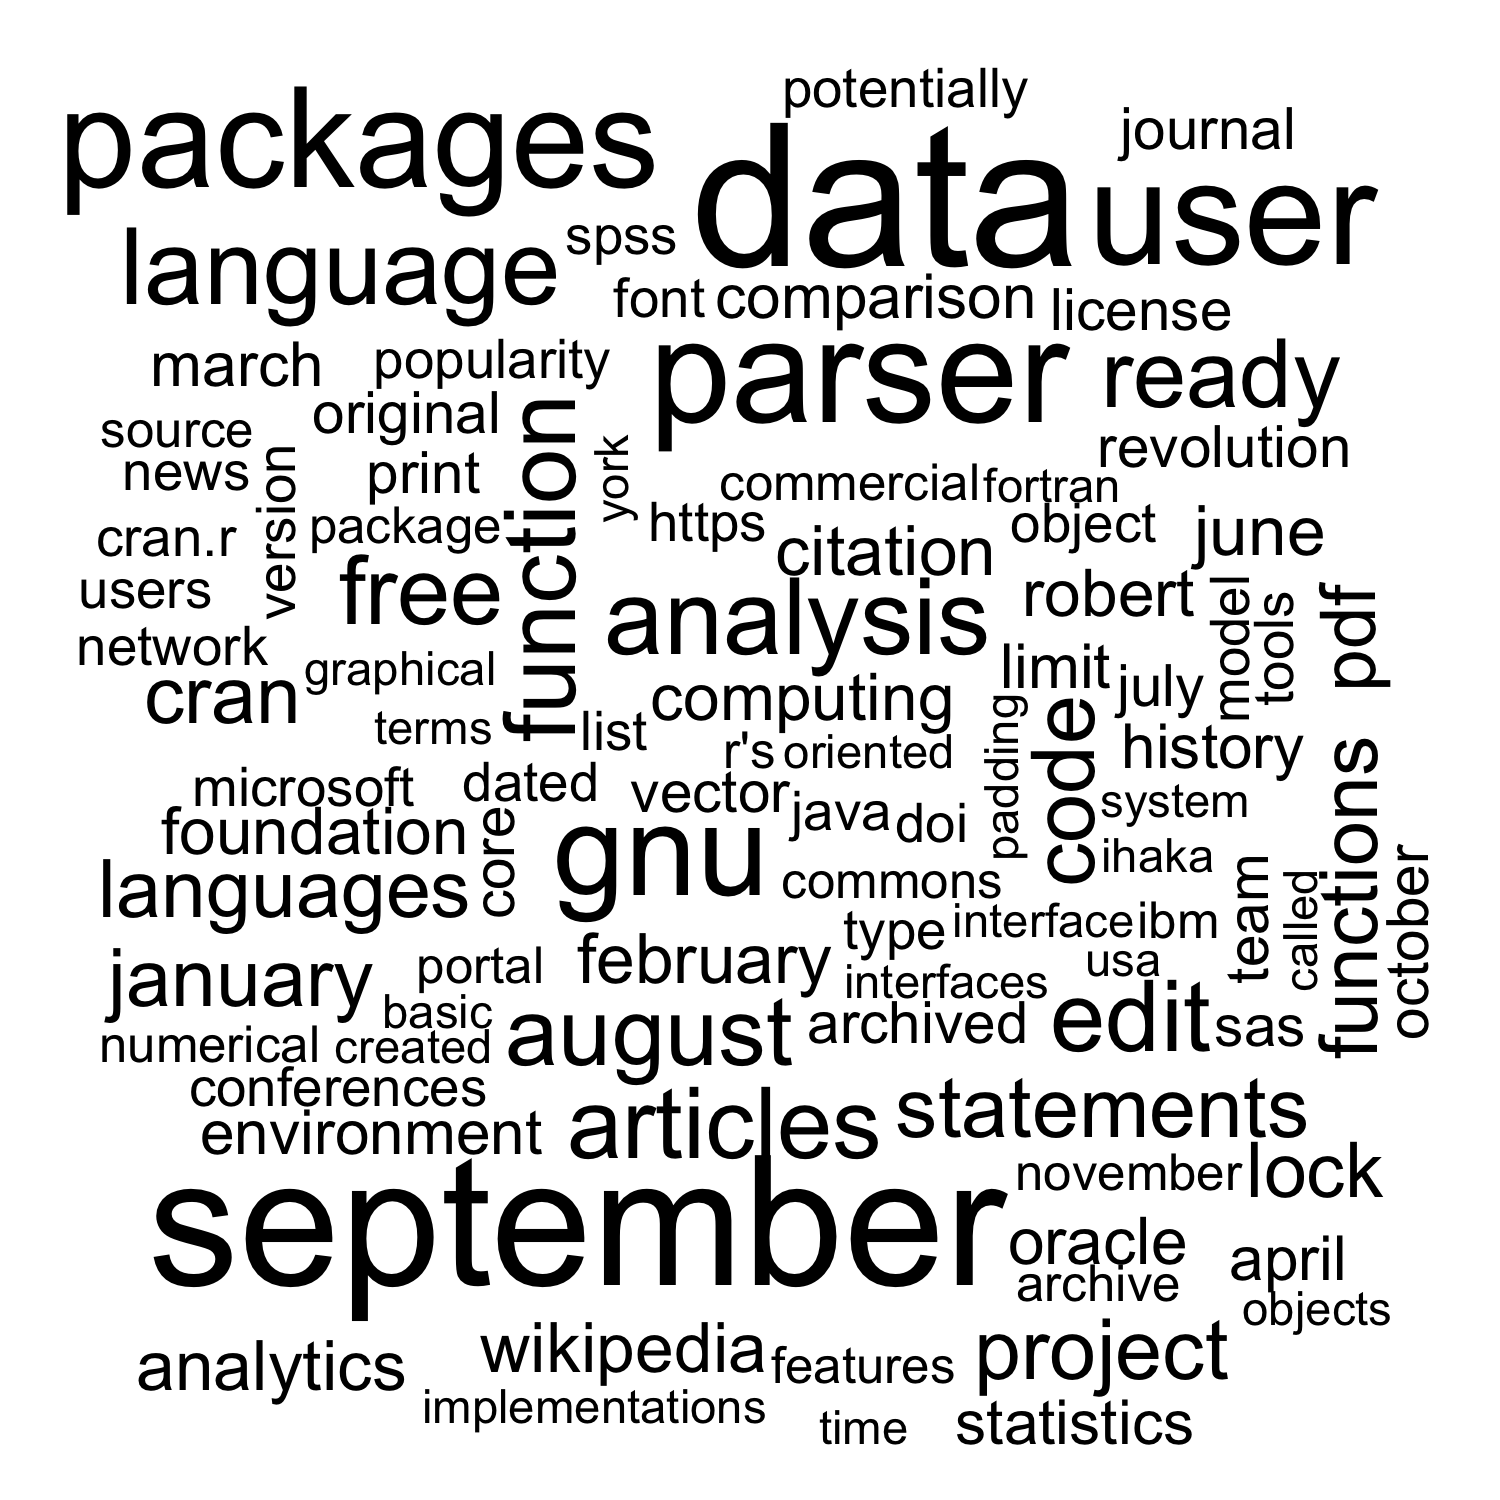 potentially
packages
data
journal
user
language
spss
font
comparison
license
march
popularity
parser
ready
original
function
source
york
revolution
news
version
print
commercial
fortran
cran.r
package
https
object
june
citation
users
free
analysis
robert
model
tools
pdf
network
graphical
limit
july
cran
computing
padding
code
terms
list
history
r's
oriented
functions
microsoft
dated
vector
java
doi
system
foundation
core
gnu
ihaka
languages
commons
team
called
october
type
interface
ibm
january
portal
february
interfaces
usa
basic
august
archived
edit
sas
numerical
created
conferences
environment
articles
statements
september
november
lock
oracle
april
archive
objects
analytics
wikipedia
features
project
implementations
time
statistics